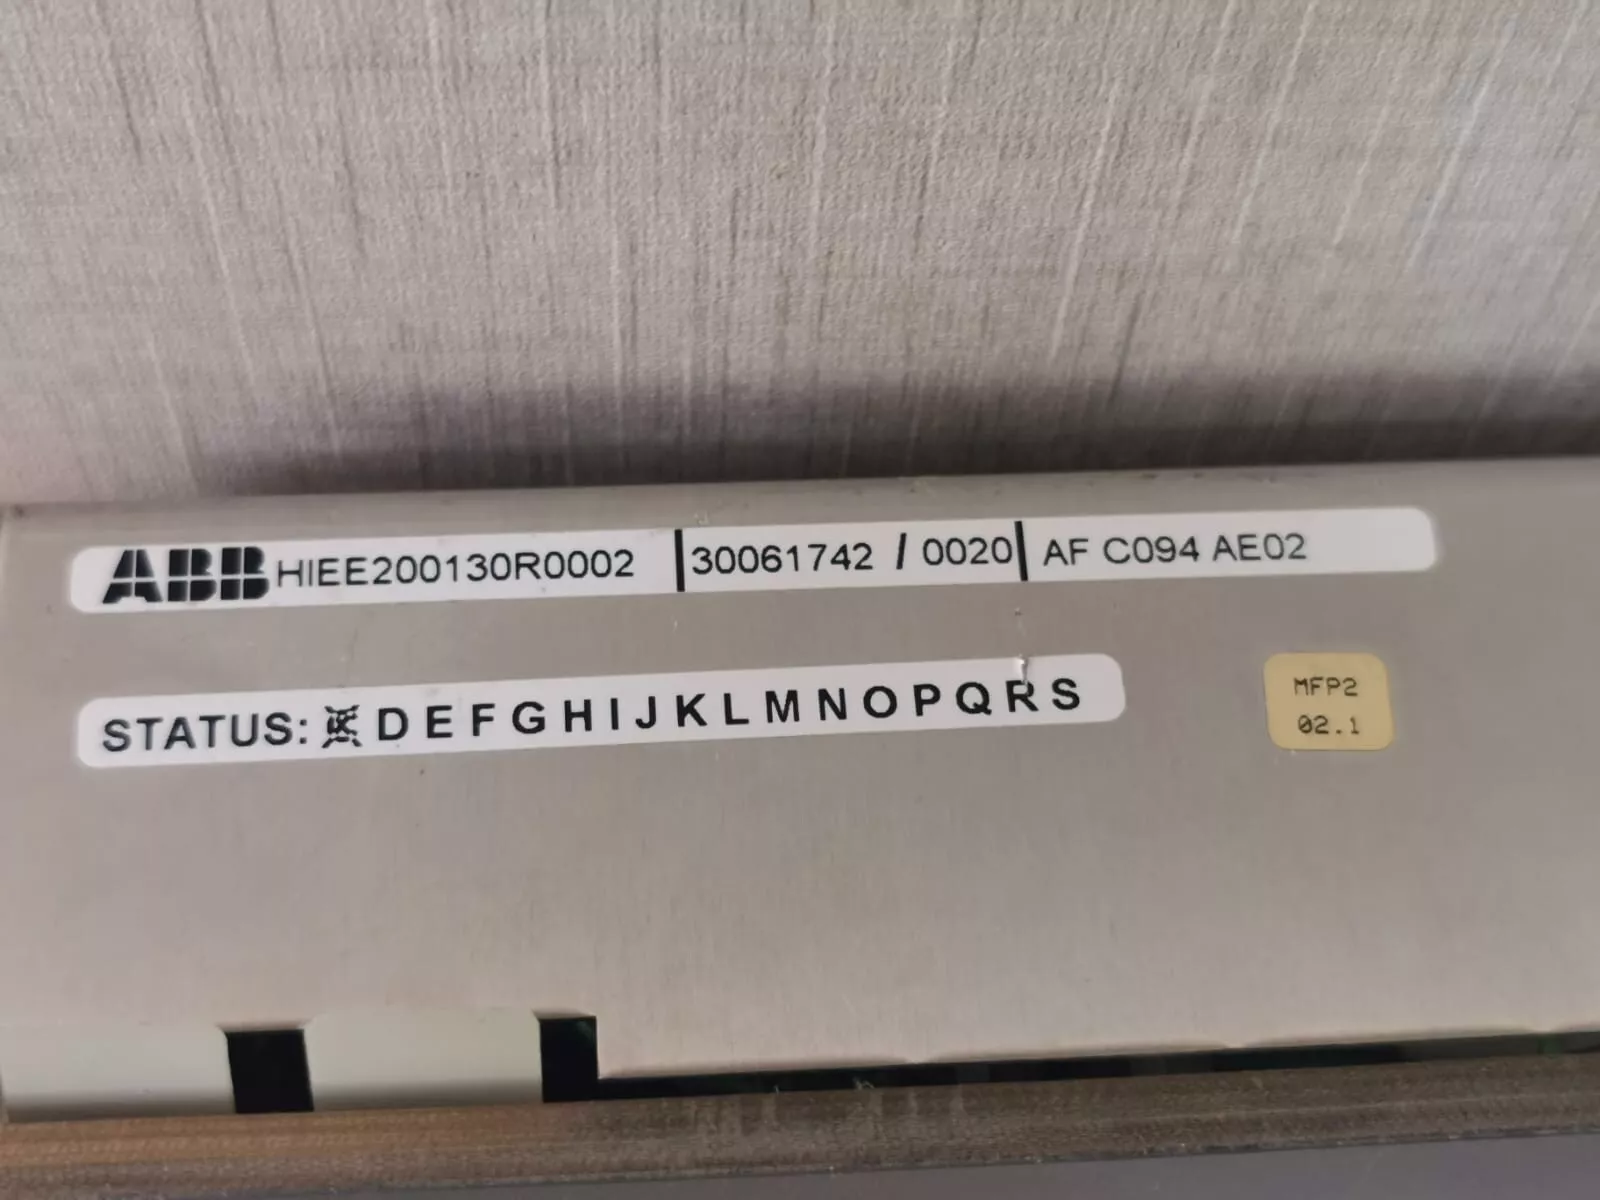 ABB HIEE200130R0002 | 30061742 / 0020 | AF C094 AE02
STATUS: D E F G H I J K L M N O P Q R S
MFP2
02.1